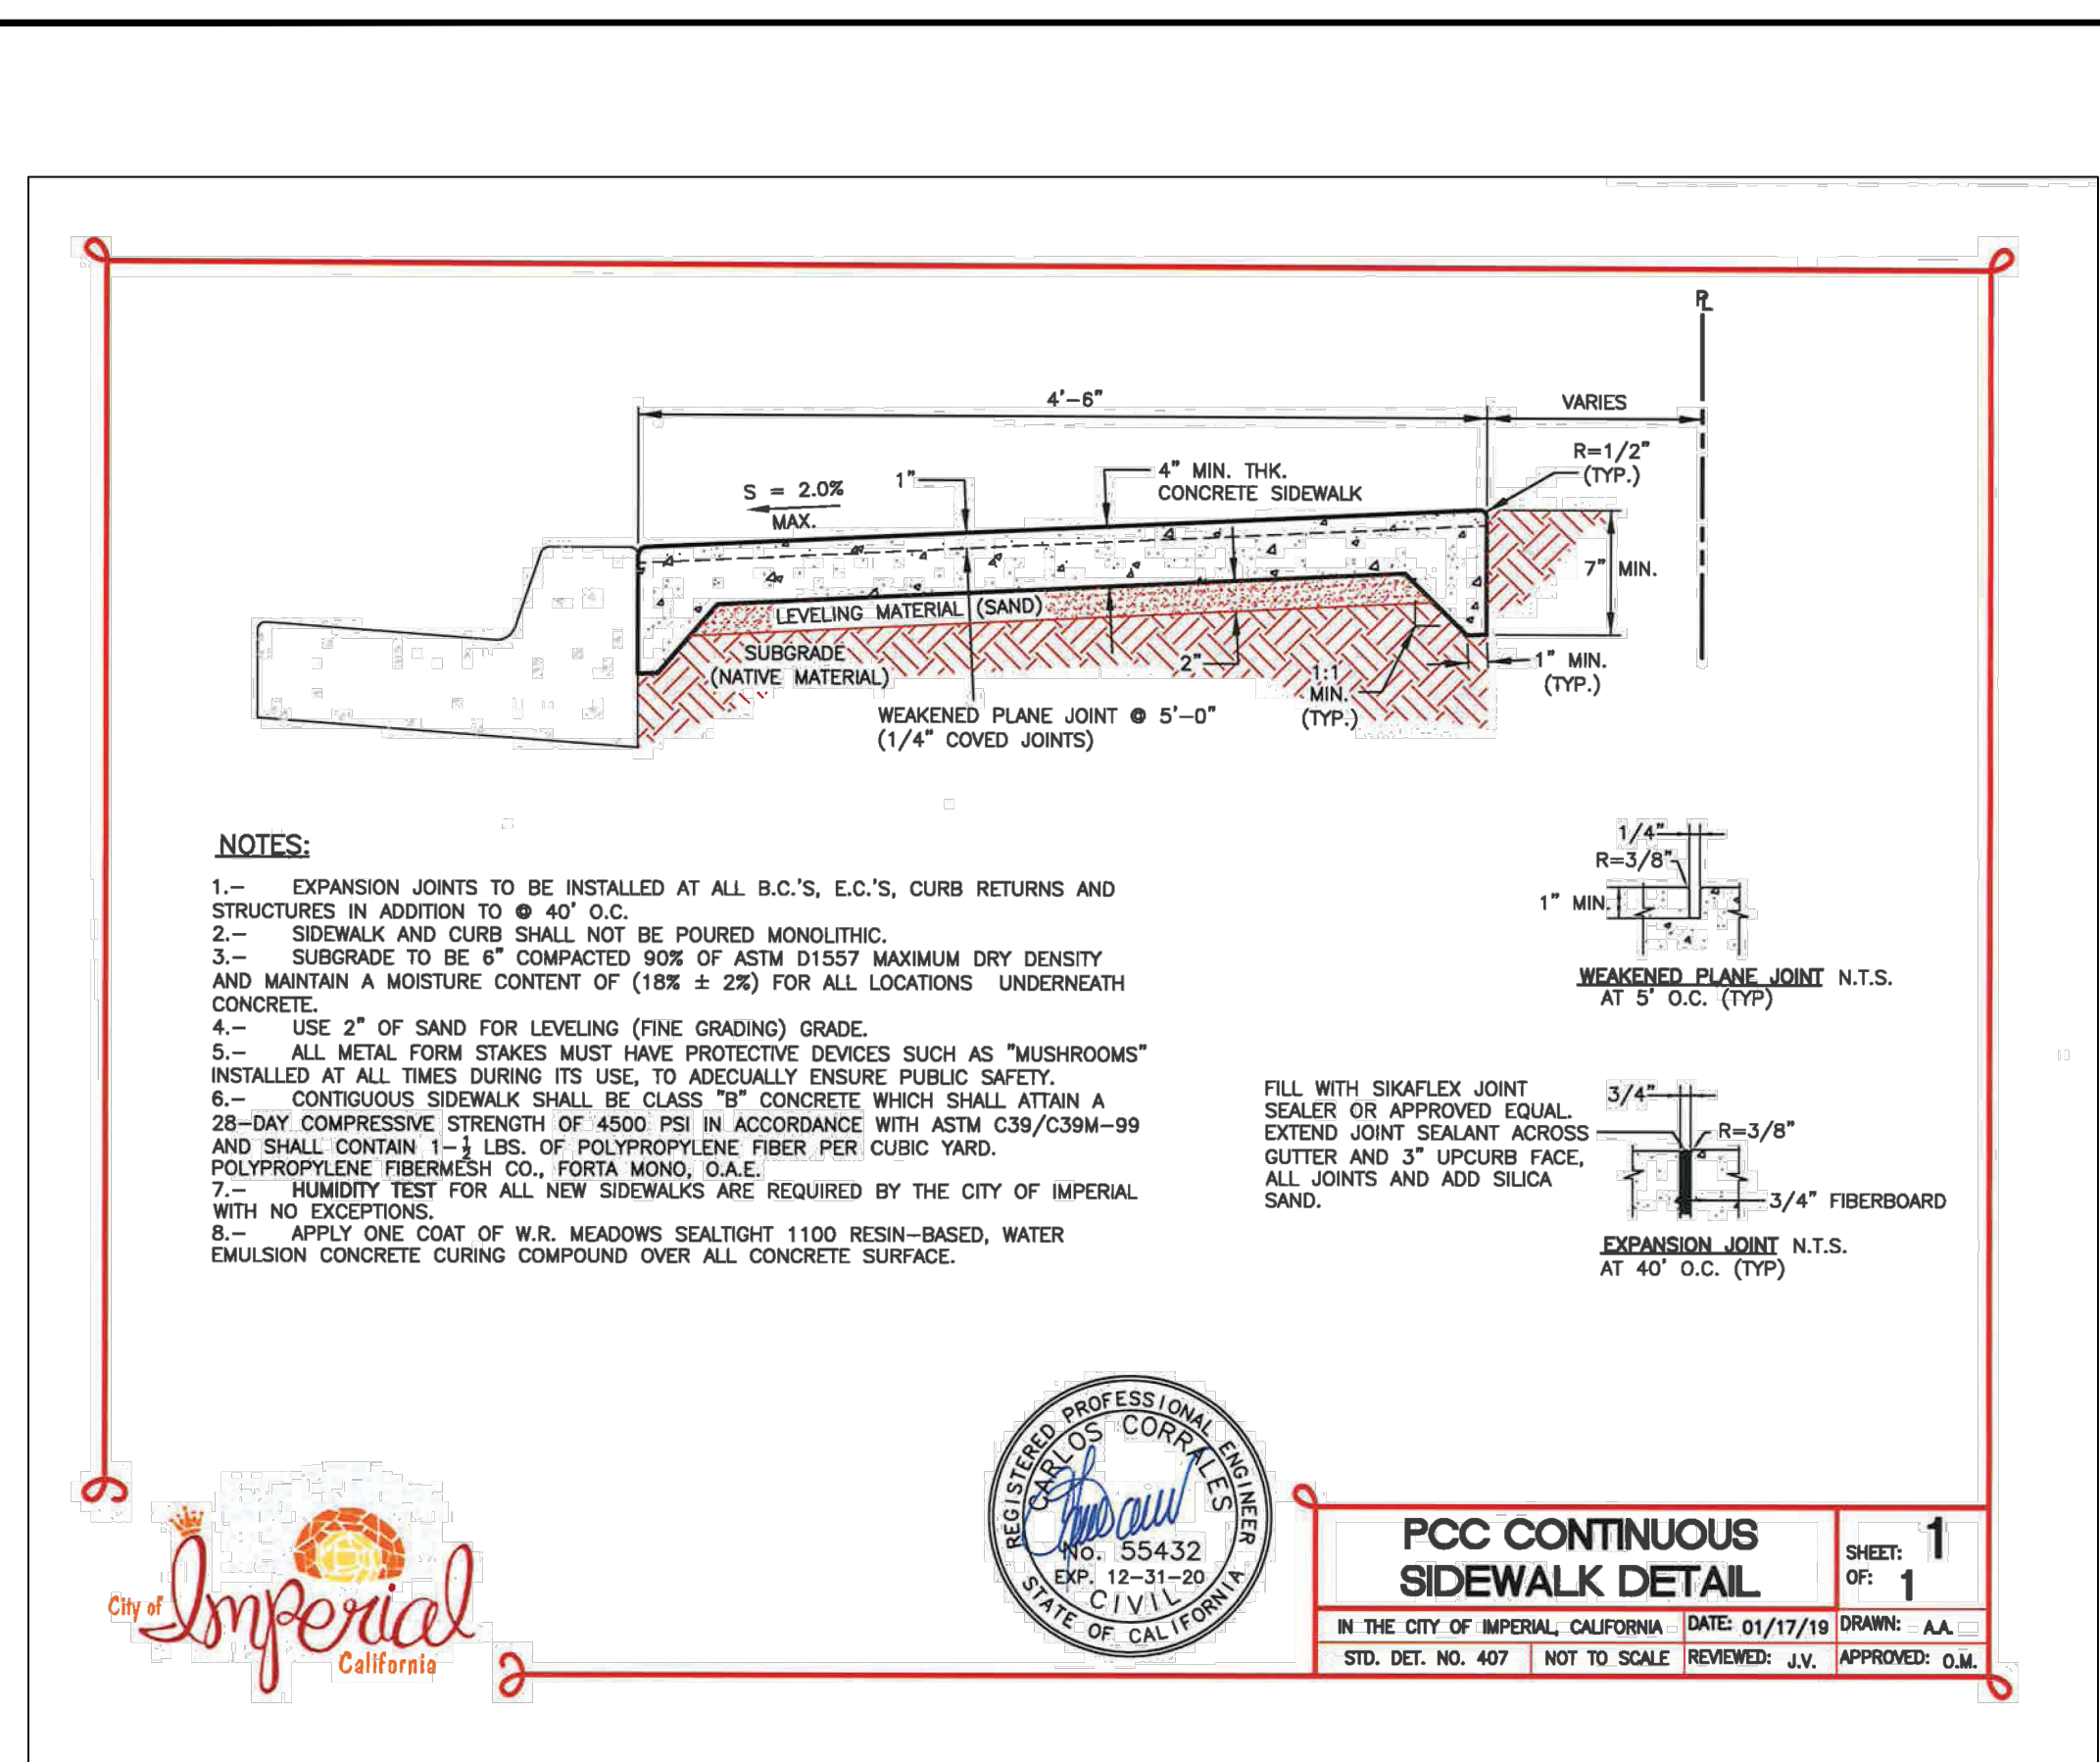 PL
4'-6"
VARIES
R=1/2"
(TYP.)
1"
4" MIN. THK.
CONCRETE SIDEWALK
S = 2.0%
MAX.
7" MIN.
LEVELING MATERIAL (SAND)
SUBGRADE
(NATIVE MATERIAL)
2"
1:1
MIN.
(TYP.)
1" MIN.
(TYP.)
WEAKENED PLANE JOINT @ 5'-0"
(1/4" COVED JOINTS)
NOTES:
1.- EXPANSION JOINTS TO BE INSTALLED AT ALL B.C.'S, E.C.'S, CURB RETURNS AND
STRUCTURES IN ADDITION TO @ 40' O.C.
2.- SIDEWALK AND CURB SHALL NOT BE POURED MONOLITHIC.
3.- SUBGRADE TO BE 6" COMPACTED 90% OF ASTM D1557 MAXIMUM DRY DENSITY
AND MAINTAIN A MOISTURE CONTENT OF (18% ± 2%) FOR ALL LOCATIONS UNDERNEATH
CONCRETE.
4.- USE 2" OF SAND FOR LEVELING (FINE GRADING) GRADE.
5.- ALL METAL FORM STAKES MUST HAVE PROTECTIVE DEVICES SUCH AS "MUSHROOMS"
INSTALLED AT ALL TIMES DURING ITS USE, TO ADECUALLY ENSURE PUBLIC SAFETY.
6.- CONTIGUOUS SIDEWALK SHALL BE CLASS "B" CONCRETE WHICH SHALL ATTAIN A
28-DAY COMPRESSIVE STRENGTH OF 4500 PSI IN ACCORDANCE WITH ASTM C39/C39M-99
AND SHALL CONTAIN 1-1/2 LBS. OF POLYPROPYLENE FIBER PER CUBIC YARD.
POLYPROPYLENE FIBERMESH CO., FORTA MONO, O.A.E.
7.- HUMIDITY TEST FOR ALL NEW SIDEWALKS ARE REQUIRED BY THE CITY OF IMPERIAL
WITH NO EXCEPTIONS.
8.- APPLY ONE COAT OF W.R. MEADOWS SEALTIGHT 1100 RESIN-BASED, WATER
EMULSION CONCRETE CURING COMPOUND OVER ALL CONCRETE SURFACE.
1/4"
R=3/8"
1" MIN.
WEAKENED PLANE JOINT N.T.S.
AT 5' O.C. (TYP)
FILL WITH SIKAFLEX JOINT
SEALER OR APPROVED EQUAL.
EXTEND JOINT SEALANT ACROSS
GUTTER AND 3" UPCURB FACE,
ALL JOINTS AND ADD SILICA
SAND.
3/4"
R=3/8"
3/4" FIBERBOARD
EXPANSION JOINT N.T.S.
AT 40' O.C. (TYP)
City of
Imperial
California
REGISTERED PROFESSIONAL ENGINEER
CARLOS CORRALES
No. 55432
EXP. 12-31-20
CIVIL
STATE OF CALIFORNIA
PCC CONTINUOUS
SIDEWALK DETAIL
SHEET: 1
OF: 1
IN THE CITY OF IMPERIAL, CALIFORNIA
DATE: 01/17/19
DRAWN: A.A.
STD. DET. NO. 407
NOT TO SCALE
REVIEWED: J.V.
APPROVED: O.M.